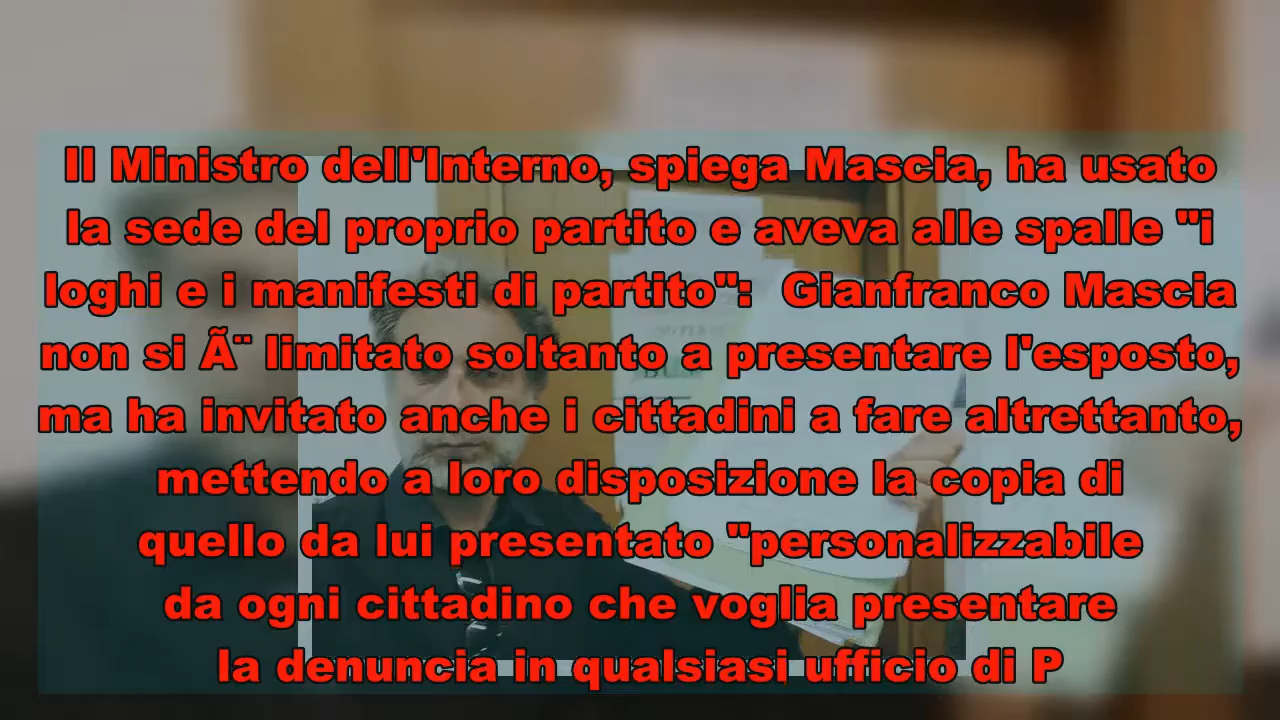 Il Ministro dell'Interno, spiega Mascia, ha usato
la sede del proprio partito e aveva alle spalle "i
loghi e i manifesti di partito":  Gianfranco Mascia
non si Ã¨ limitato soltanto a presentare l'esposto,
ma ha invitato anche i cittadini a fare altrettanto,
mettendo a loro disposizione la copia di
quello da lui presentato "personalizzabile
da ogni cittadino che voglia presentare
la denuncia in qualsiasi ufficio di P